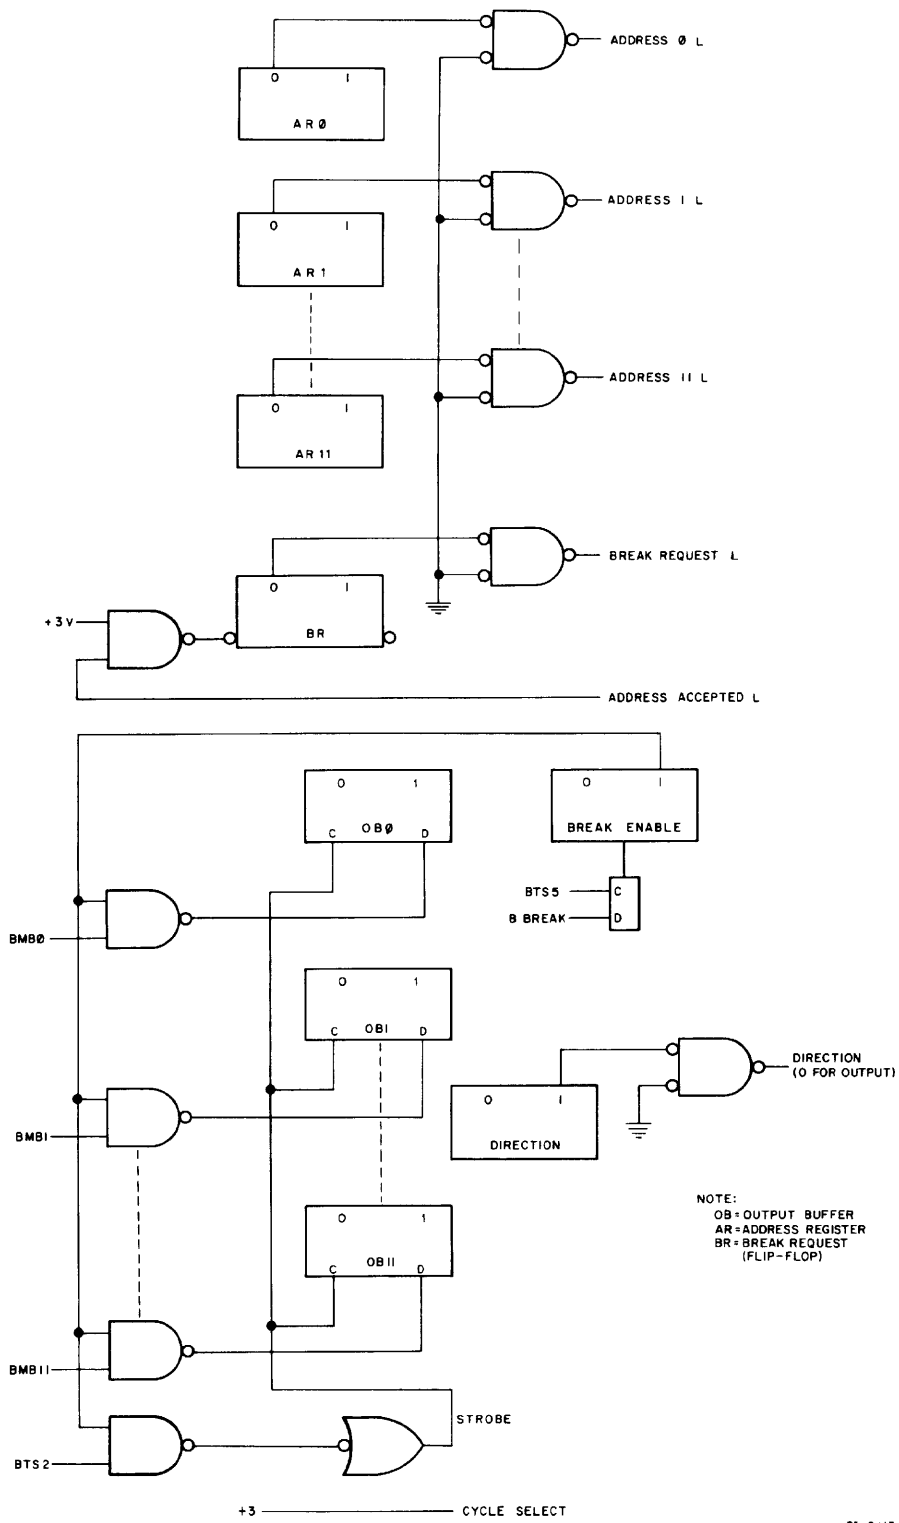 ADDRESS Ø L
0 1
AR Ø
ADDRESS 1 L
0 1
AR 1
ADDRESS 11 L
0 1
AR 11
BREAK REQUEST L
0 1
BR
+3V
ADDRESS ACCEPTED L
0 1
OBØ
C D
0 1
BREAK ENABLE
BTS5
C
B BREAK
D
BMBØ
0 1
OB1
C D
BMB1
0 1
DIRECTION
DIRECTION
(0 FOR OUTPUT)
NOTE:
OB = OUTPUT BUFFER
AR = ADDRESS REGISTER
BR = BREAK REQUEST
(FLIP-FLOP)
0 1
OB11
C D
BMB11
STROBE
BTS2
+3
CYCLE SELECT